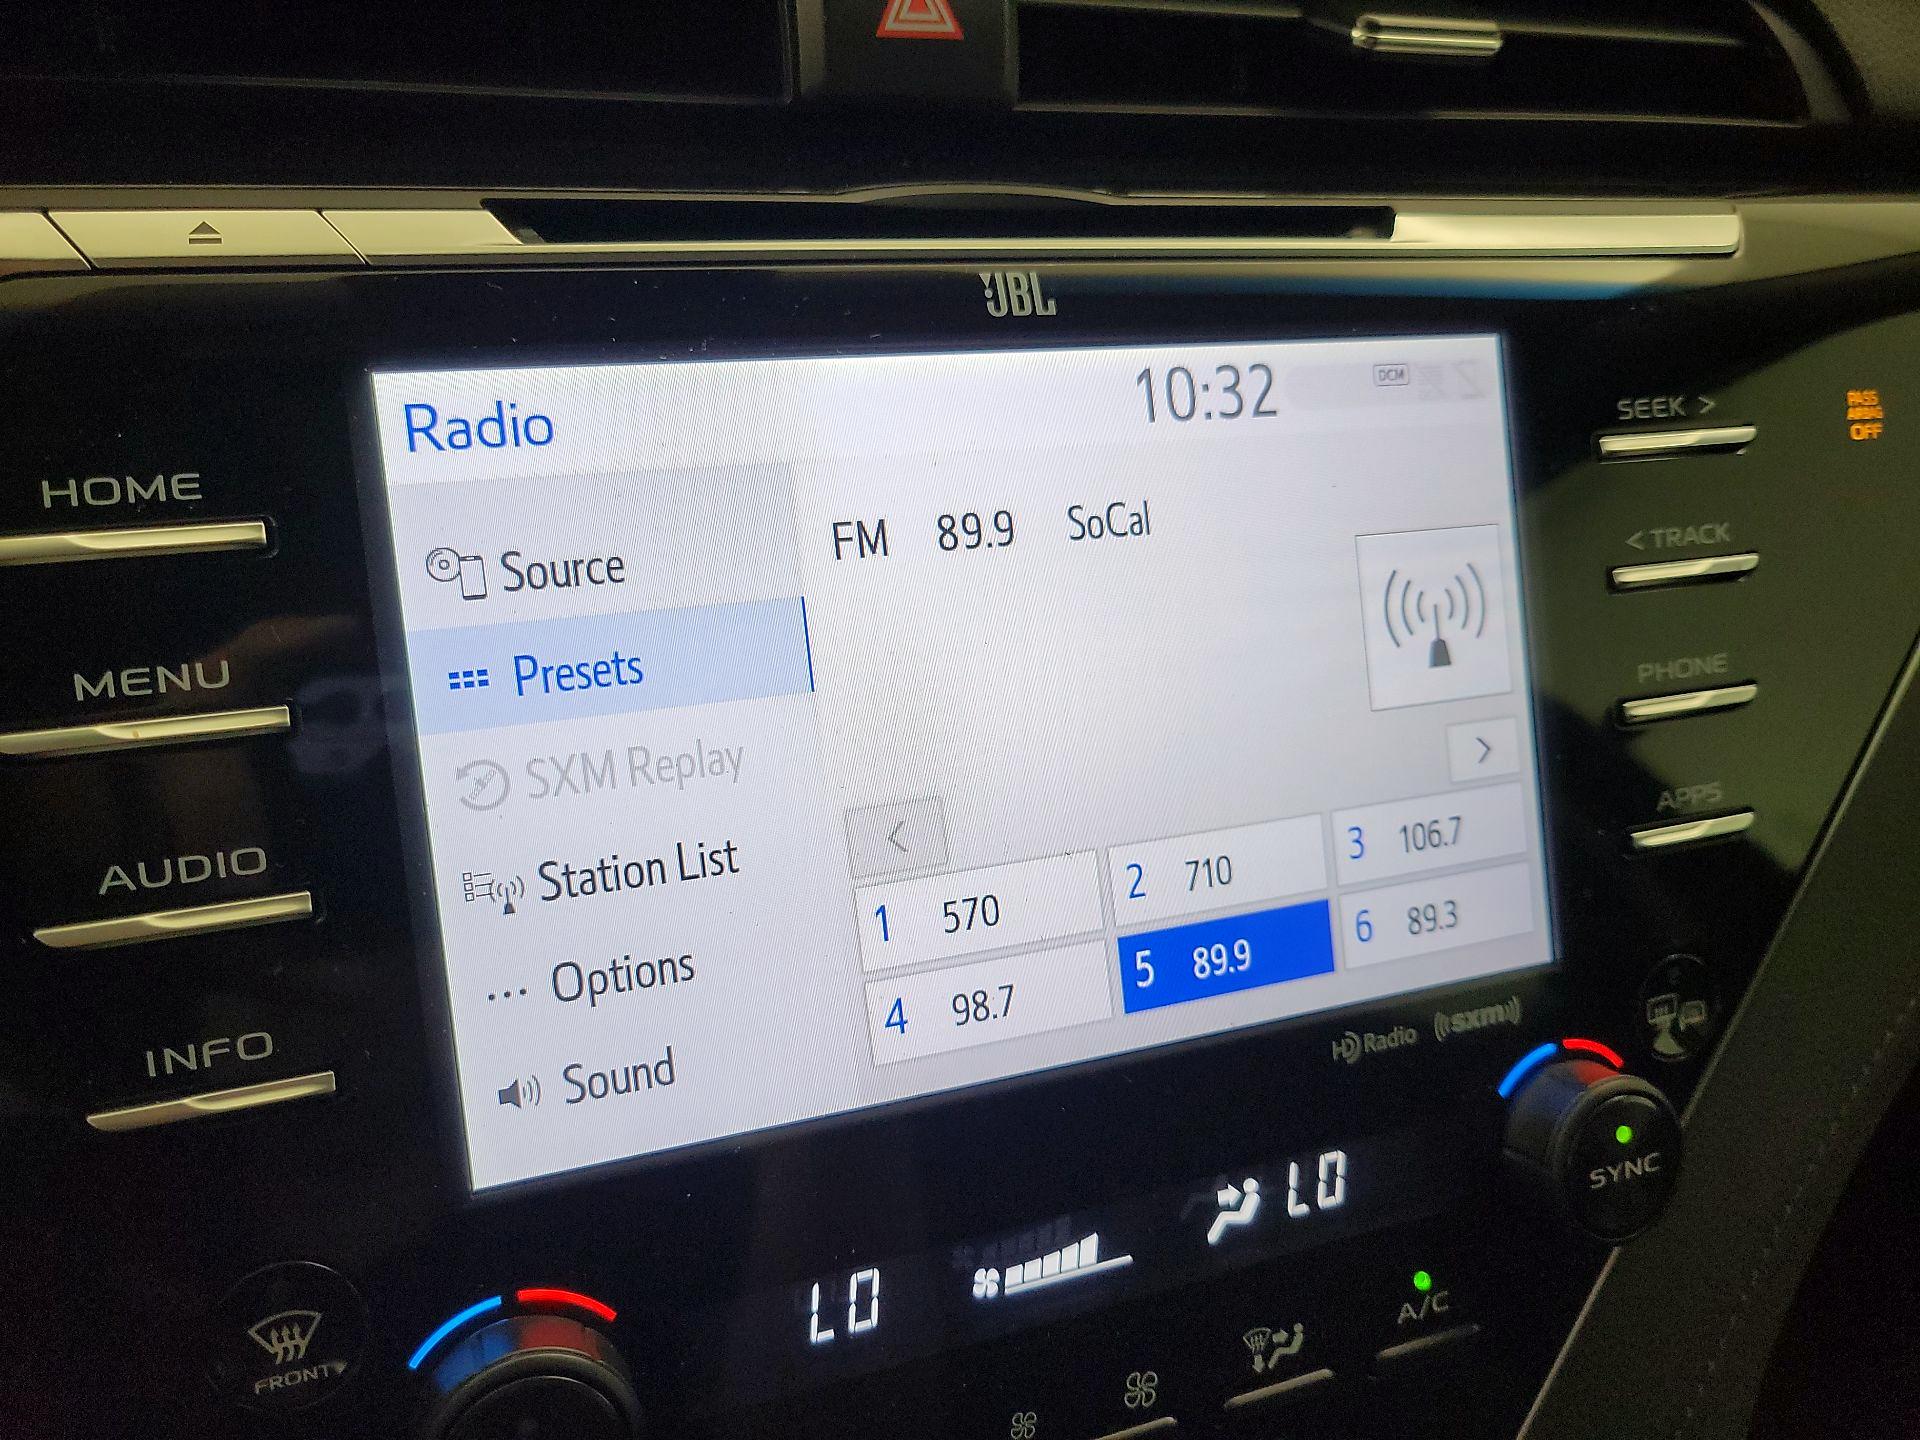 JBL
Radio
10:32
DCM
HOME
MENU
AUDIO
INFO
Source
Presets
SXM Replay
Station List
... Options
Sound
FM 89.9 SoCal
<
>
1 570
2 710
3 106.7
4 98.7
5 89.9
6 89.3
SEEK >
< TRACK
PHONE
APPS
PASS
AIRBAG
OFF
HD Radio
((sxm))
SYNC
LO
LO
FRONT
A/C